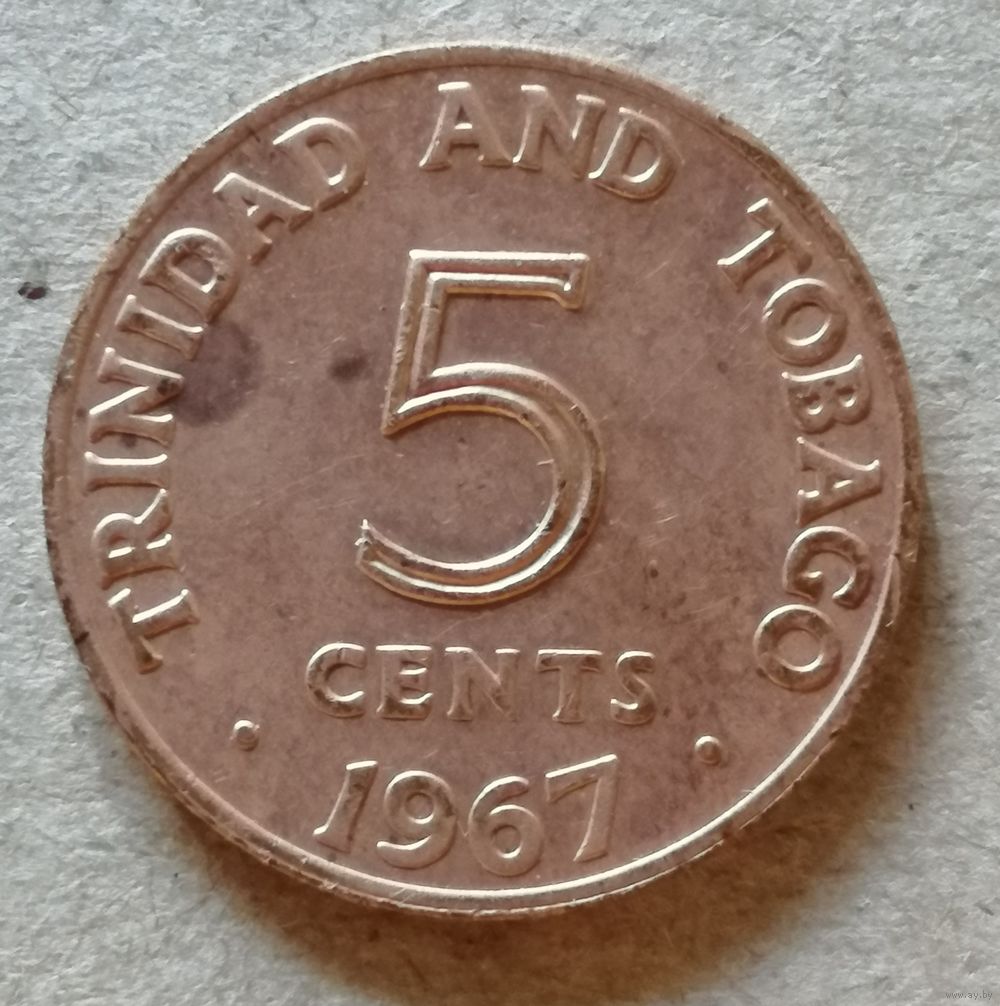 TRINIDAD AND TOBAGO
5
CENTS
• 1967 •
www.ay.by